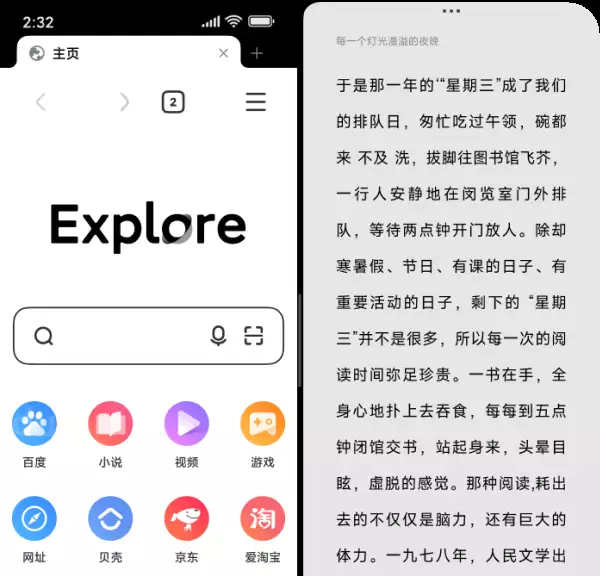 2:32
主页
2
Explore
百度
小说
视频
游戏
网址
贝壳
京东
爱淘宝
淘
每一个灯光漫溢的夜晚
于是那一年的‘“星期三”成了我们
的排队日，匆忙吃过午领，碗都
来 不及 洗，拔脚往图书馆飞芥，
一行人安静地在闵览室门外排
队，等待两点钟开门放人。除却
寒暑假、节日、有课的日子、有
重要活动的日子，剩下的 “星期
三”并不是很多，所以每一次的阅
读时间弥足珍贵。一书在手，全
身心地扑上去吞食，每每到五点
钟闭馆交书，站起身来，头晕目
眩，虚脱的感觉。那种阅读,耗出
去的不仅仅是脑力，还有巨大的
体力。一九七八年，人民文学出